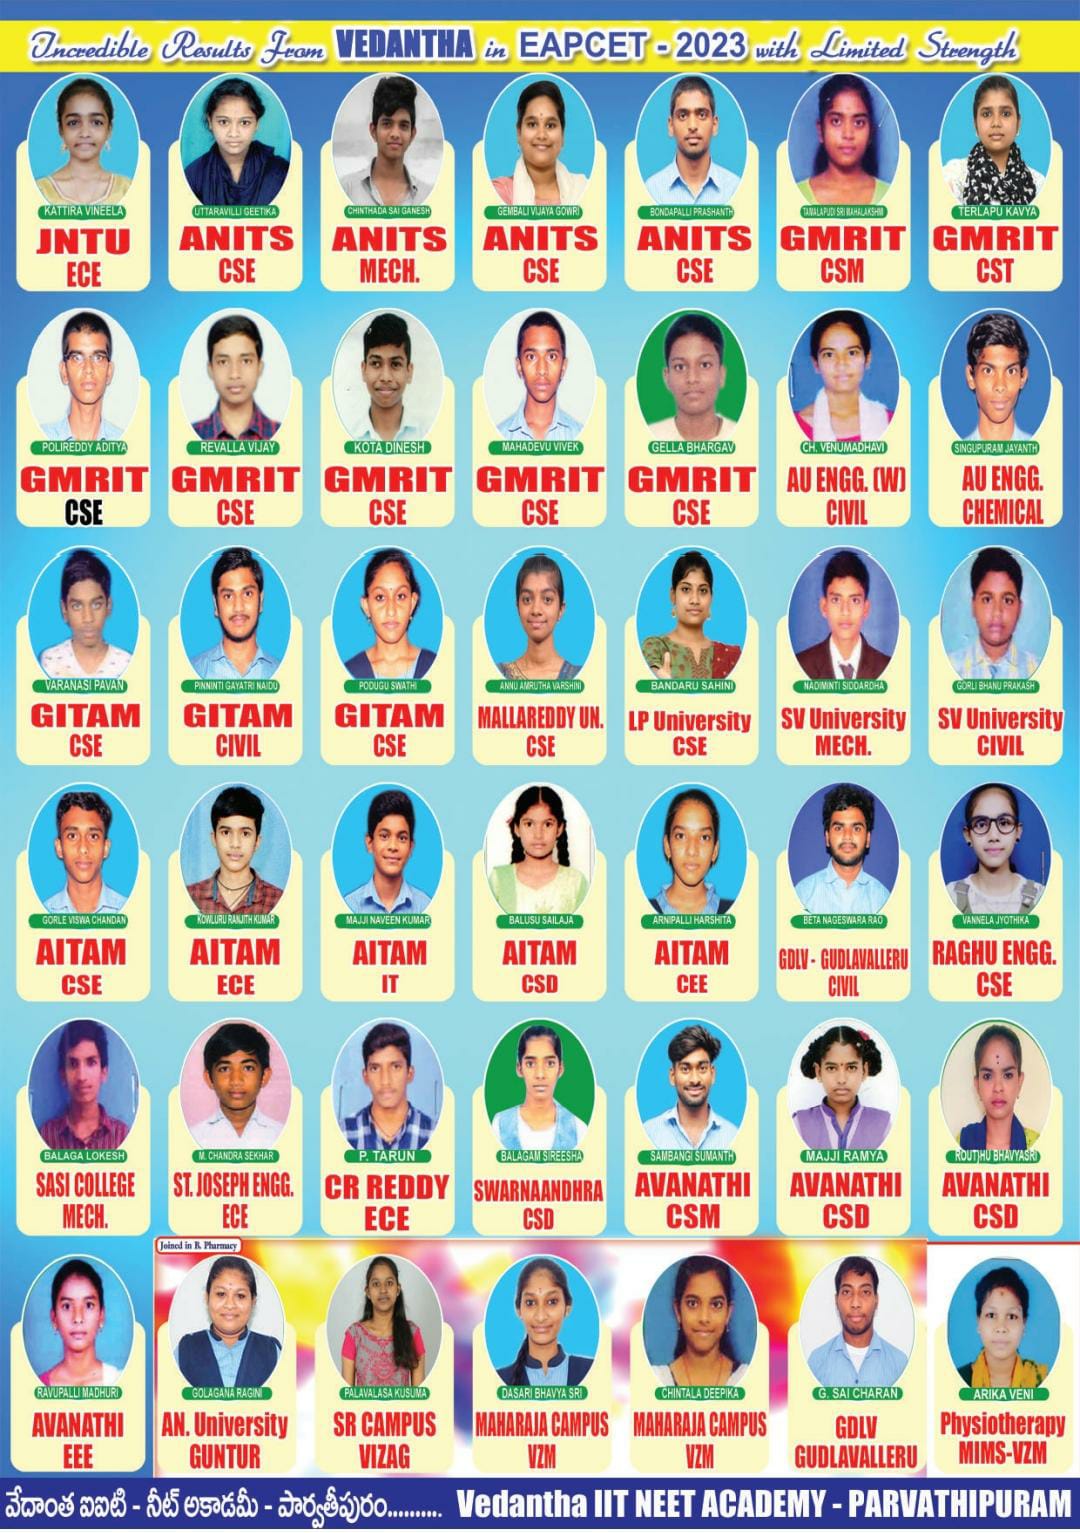 Incredible Results From VEDANTHA in EAPCET - 2023 with Limited Strength
KATTIRA VINEELA
JNTU
ECE
UTTARAVILLI GEETIKA
ANITS
CSE
CHINTHADA SAI GANESH
ANITS
MECH.
GEMBALI VIJAYA GOWRI
ANITS
CSE
BONDAPALLI PRASHANTH
ANITS
CSE
TAMALAPUDI SRI MAHALAKSHMI
GMRIT
CSM
TERLAPU KAVYA
GMRIT
CST
POLIREDDY ADITYA
GMRIT
CSE
REVALLA VIJAY
GMRIT
CSE
KOTA DINESH
GMRIT
CSE
MAHADEVU VIVEK
GMRIT
CSE
GELLA BHARGAV
GMRIT
CSE
CH. VENUMADHAVI
AU ENGG. (W)
CIVIL
SINGUPURAM JAYANTH
AU ENGG.
CHEMICAL
VARANASI PAVAN
GITAM
CSE
PINNINTI GAYATRI NAIDU
GITAM
CIVIL
PODUGU SWATHI
GITAM
CSE
ANNU AMRUTHA VARSHINI
MALLAREDDY UN.
CSE
BANDARU SAHINI
LP University
CSE
NADIMINTI SIDDARDHA
SV University
MECH.
GORLI BHANU PRAKASH
SV University
CIVIL
GORLE VISWA CHANDAN
AITAM
CSE
KOWLURU RANJITH KUMAR
AITAM
ECE
MAJJI NAVEEN KUMAR
AITAM
IT
BALUSU SAILAJA
AITAM
CSD
ARNIPALLI HARSHITA
AITAM
CEE
BETA NAGESWARA RAO
GDLV - GUDLAVALLERU
CIVIL
VANNELA JYOTHIKA
RAGHU ENGG.
CSE
BALAGA LOKESH
SASI COLLEGE
MECH.
M. CHANDRA SEKHAR
ST. JOSEPH ENGG.
ECE
P. TARUN
CR REDDY
ECE
BALAGAM SIREESHA
SWARNAANDHRA
CSD
SAMBANGI SUMANTH
AVANATHI
CSM
MAJJI RAMYA
AVANATHI
CSD
ROUTHU BHAVYASRI
AVANATHI
CSD
RAVUPALLI MADHURI
AVANATHI
EEE
Joined in B. Pharmacy
GOLAGANA RAGINI
AN. University
GUNTUR
PALAVALASA KUSUMA
SR CAMPUS
VIZAG
DASARI BHAVYA SRI
MAHARAJA CAMPUS
VZM
CHINTALA DEEPIKA
MAHARAJA CAMPUS
VZM
G. SAI CHARAN
GDLV
GUDLAVALLERU
ARIKA VENI
Physiotherapy
MIMS-VZM
వేదాంత ఐఐటి - నీట్ అకాడమీ - పార్వతీపురం......... Vedantha IIT NEET ACADEMY - PARVATHIPURAM